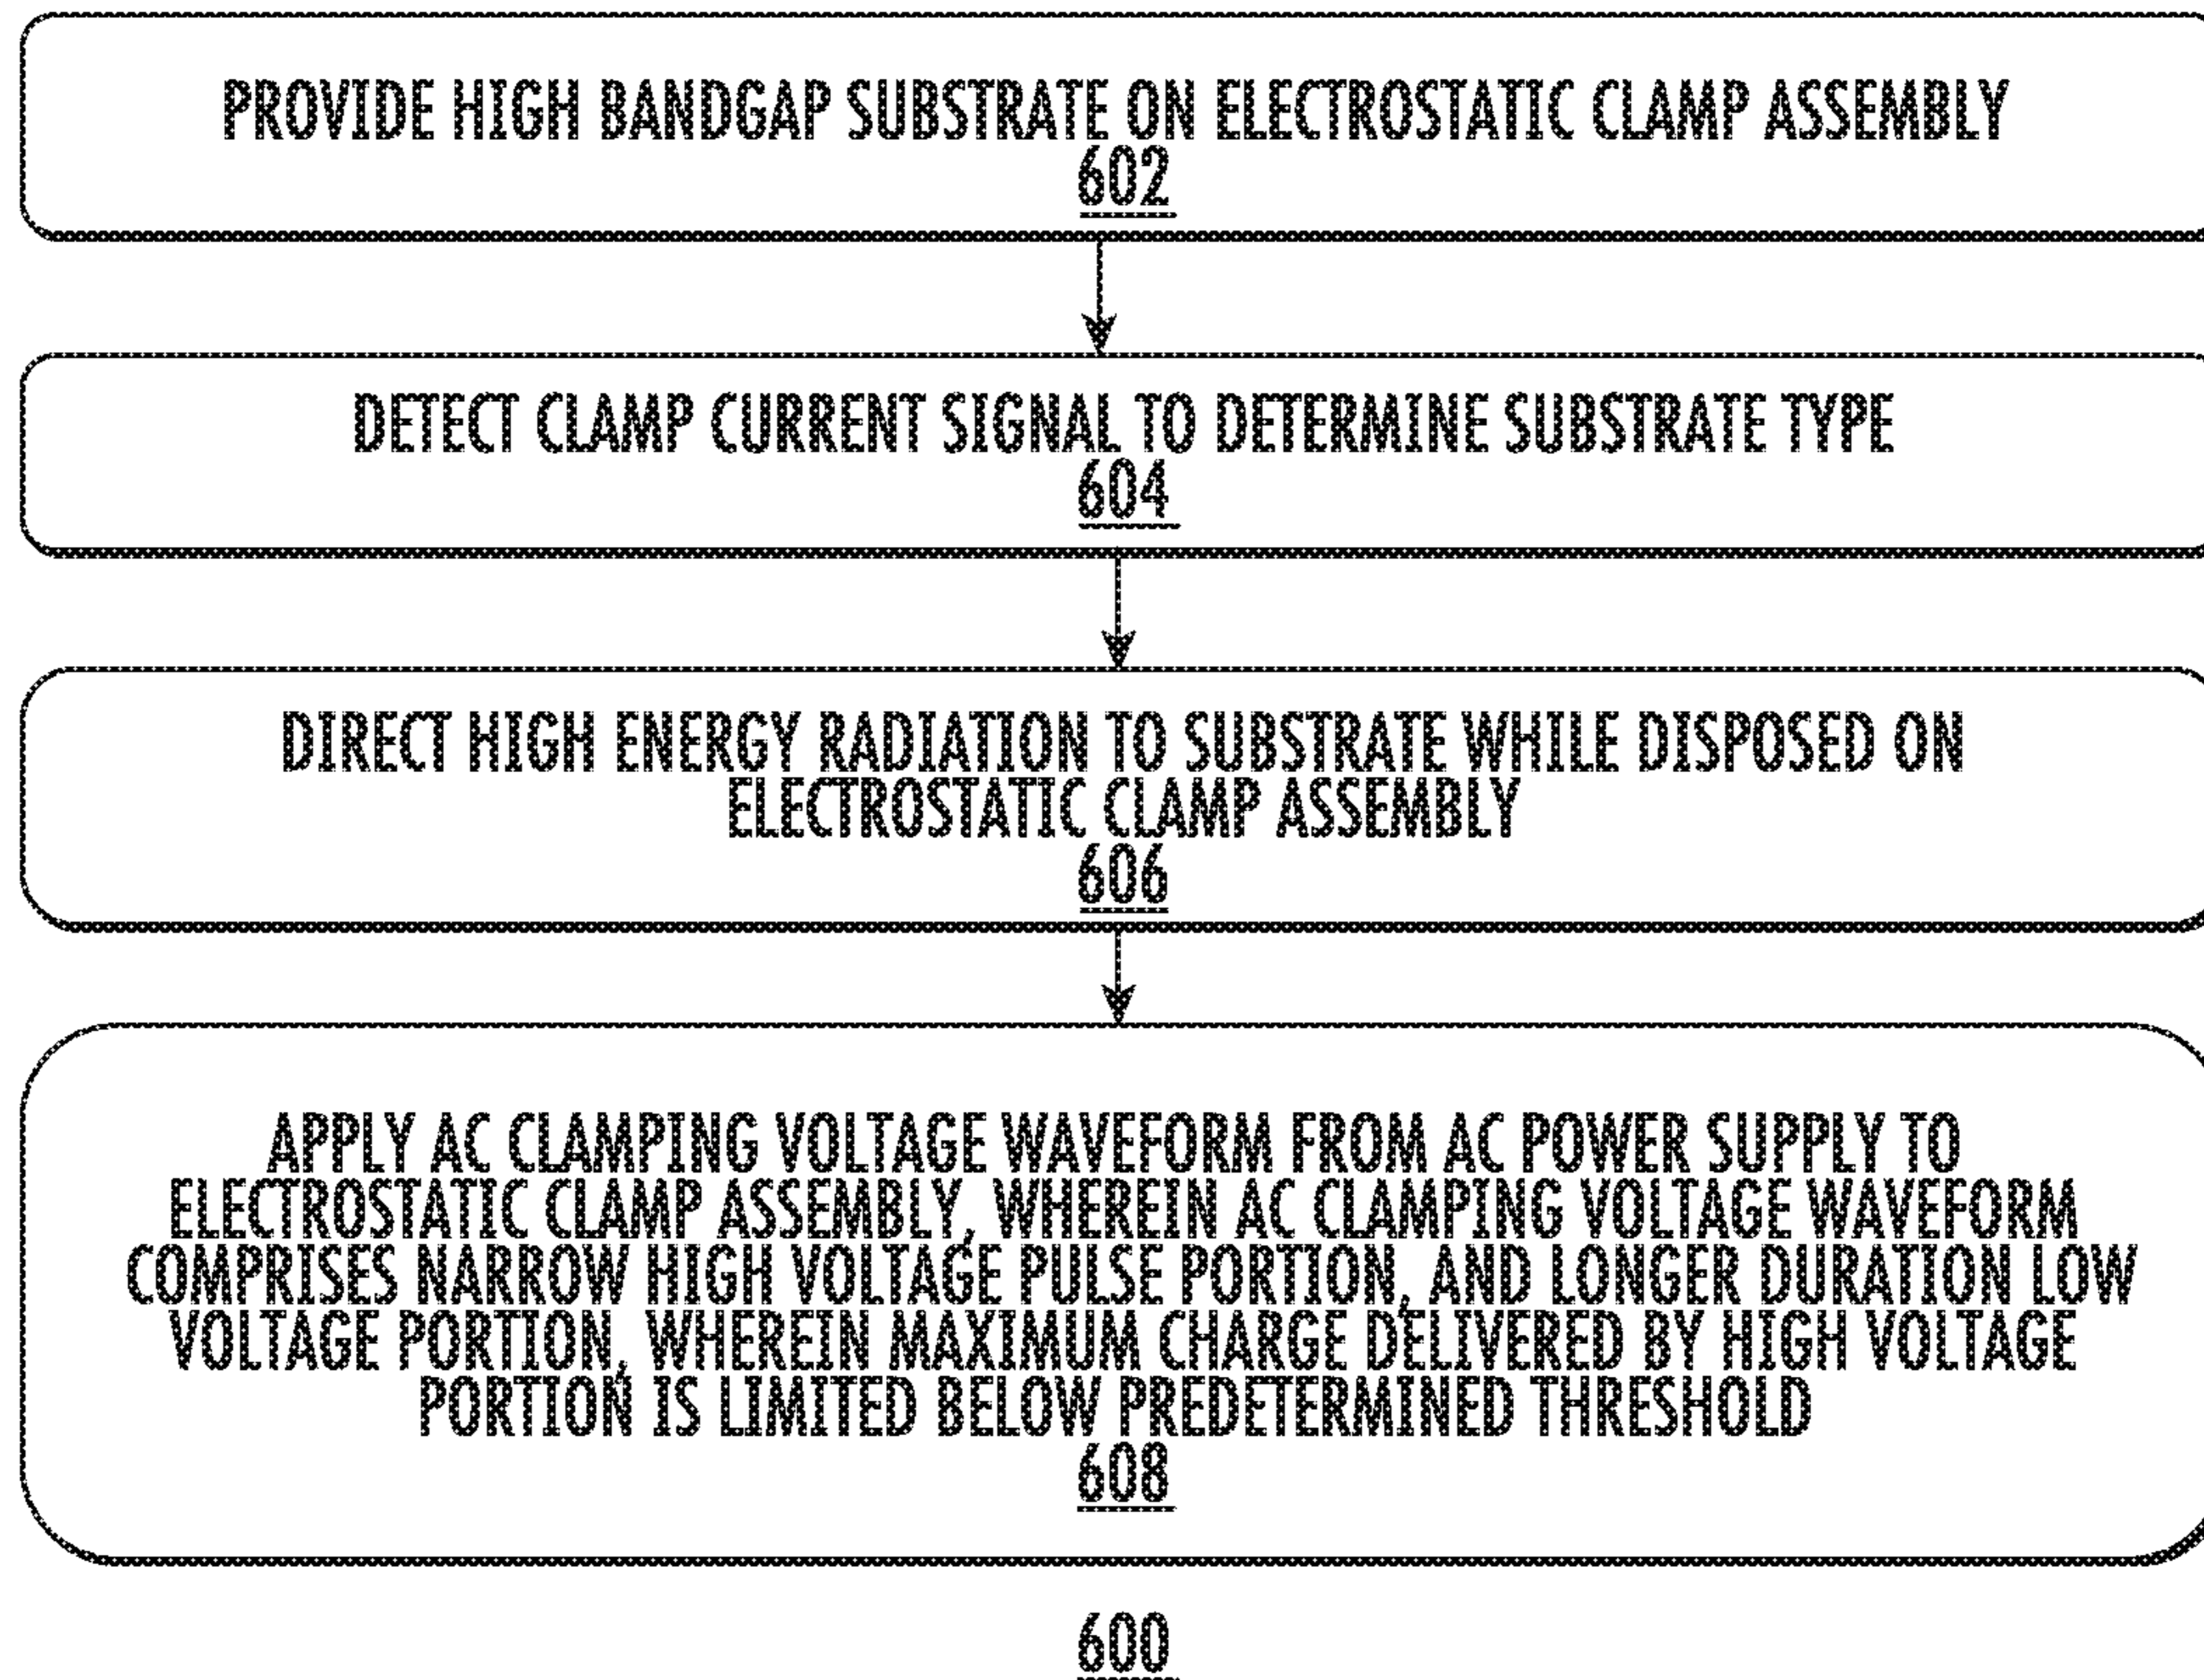 PROVIDE HIGH BANDGAP SUBSTRATE ON ELECTROSTATIC CLAMP ASSEMBLY
602
DETECT CLAMP CURRENT SIGNAL TO DETERMINE SUBSTRATE TYPE
604
DIRECT HIGH ENERGY RADIATION TO SUBSTRATE WHILE DISPOSED ON
ELECTROSTATIC CLAMP ASSEMBLY
606
APPLY AC CLAMPING VOLTAGE WAVEFORM FROM AC POWER SUPPLY TO
ELECTROSTATIC CLAMP ASSEMBLY, WHEREIN AC CLAMPING VOLTAGE WAVEFORM
COMPRISES NARROW HIGH VOLTAGE PULSE PORTION, AND LONGER DURATION LOW
VOLTAGE PORTION, WHEREIN MAXIMUM CHARGE DELIVERED BY HIGH VOLTAGE
PORTION IS LIMITED BELOW PREDETERMINED THRESHOLD
608
600